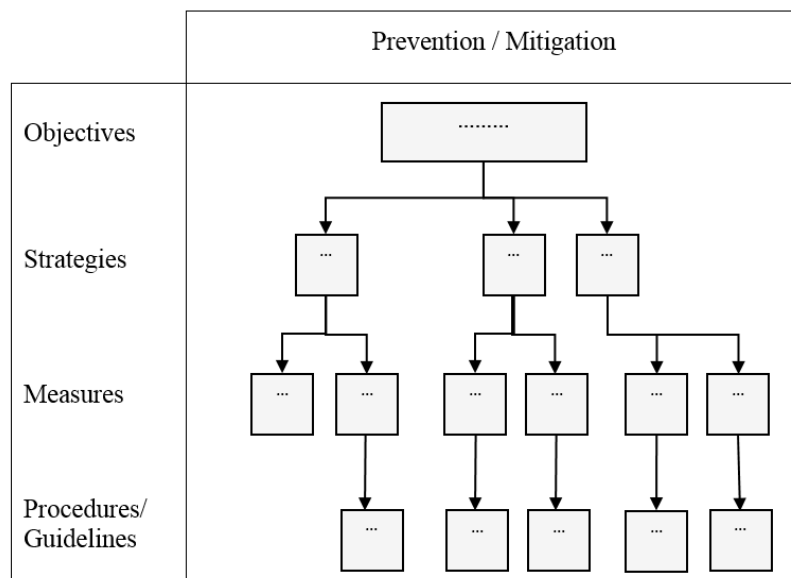 Prevention / Mitigation
Objectives
.........
Strategies
...
...
...
Measures
...
...
...
...
...
...
Procedures/
Guidelines
...
...
...
...
...